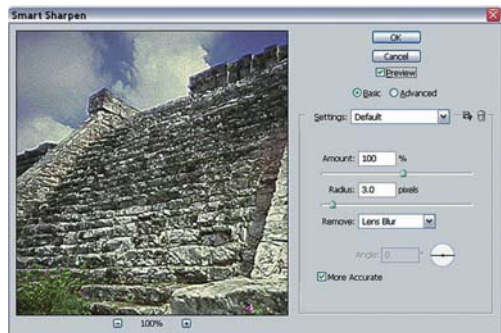 Smart Sharpen
OK
Cancel
Preview
Basic Advanced
Settings: Default
Amount: 100 %
Radius: 3.0 pixels
Remove: Lens Blur
Angle: 0 °
More Accurate
100%